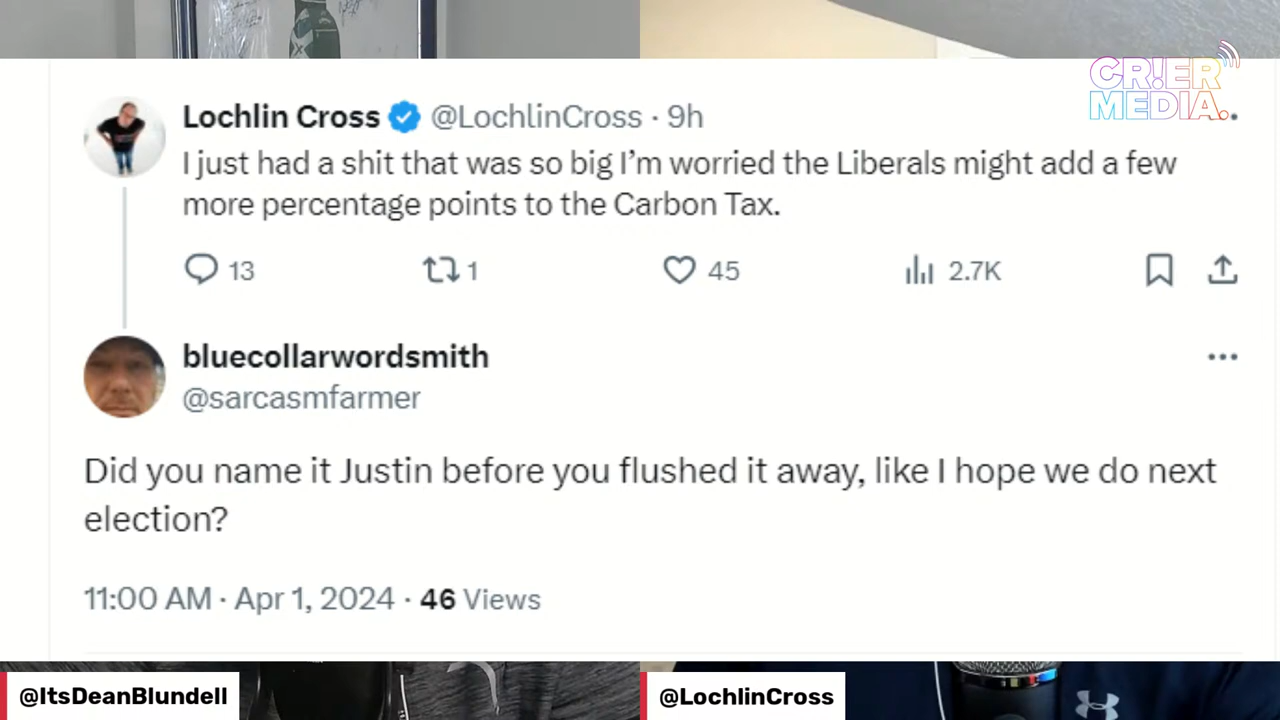 CR!ER
MEDIA.
Lochlin Cross @LochlinCross · 9h
I just had a shit that was so big I’m worried the Liberals might add a few
more percentage points to the Carbon Tax.
13 1 45 2.7K
bluecollarwordsmith
@sarcasmfarmer
Did you name it Justin before you flushed it away, like I hope we do next
election?
11:00 AM · Apr 1, 2024 · 46 Views
@ItsDeanBlundell
@LochlinCross